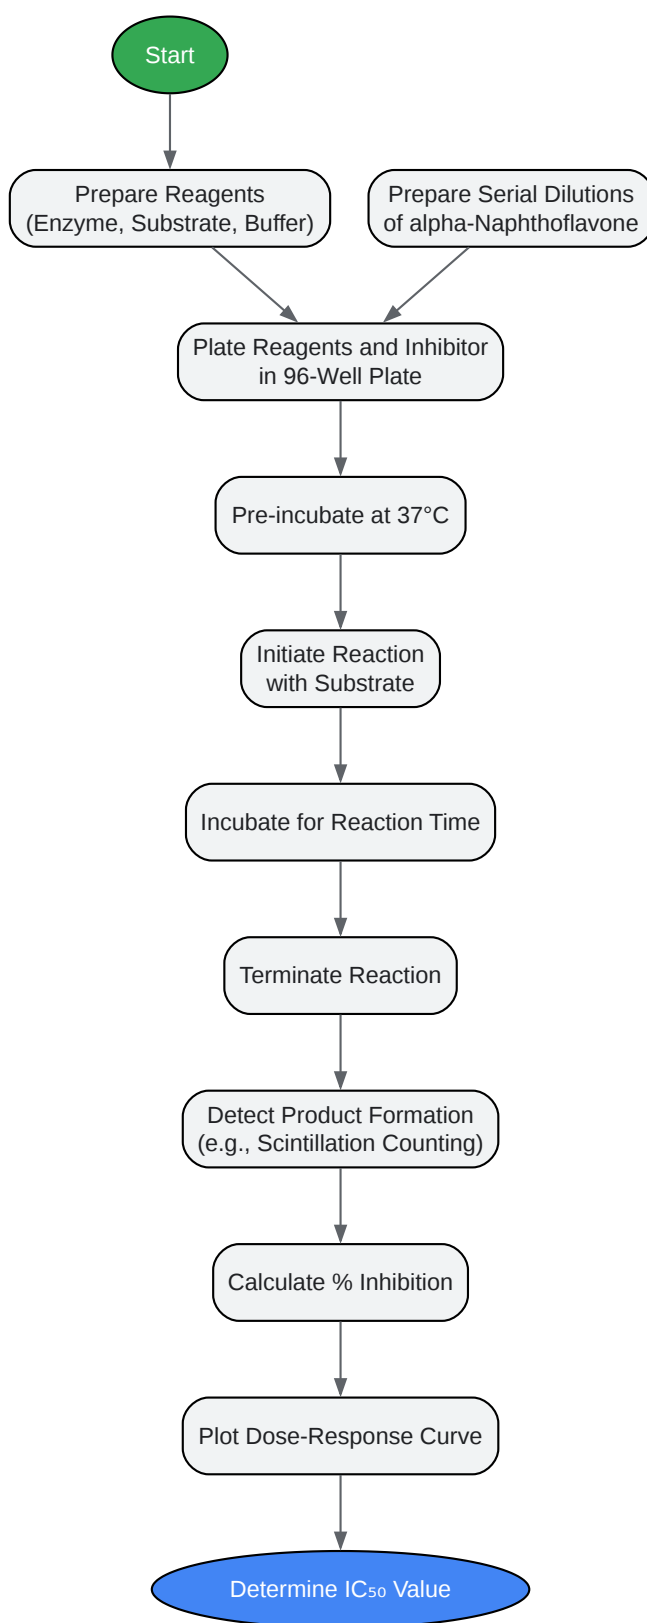 Start
Prepare Reagents
(Enzyme, Substrate, Buffer)
Prepare Serial Dilutions
of alpha-Naphthoflavone
Plate Reagents and Inhibitor
in 96-Well Plate
Pre-incubate at 37°C
Initiate Reaction
with Substrate
Incubate for Reaction Time
Terminate Reaction
Detect Product Formation
(e.g., Scintillation Counting)
Calculate % Inhibition
Plot Dose-Response Curve
Determine IC₅₀ Value